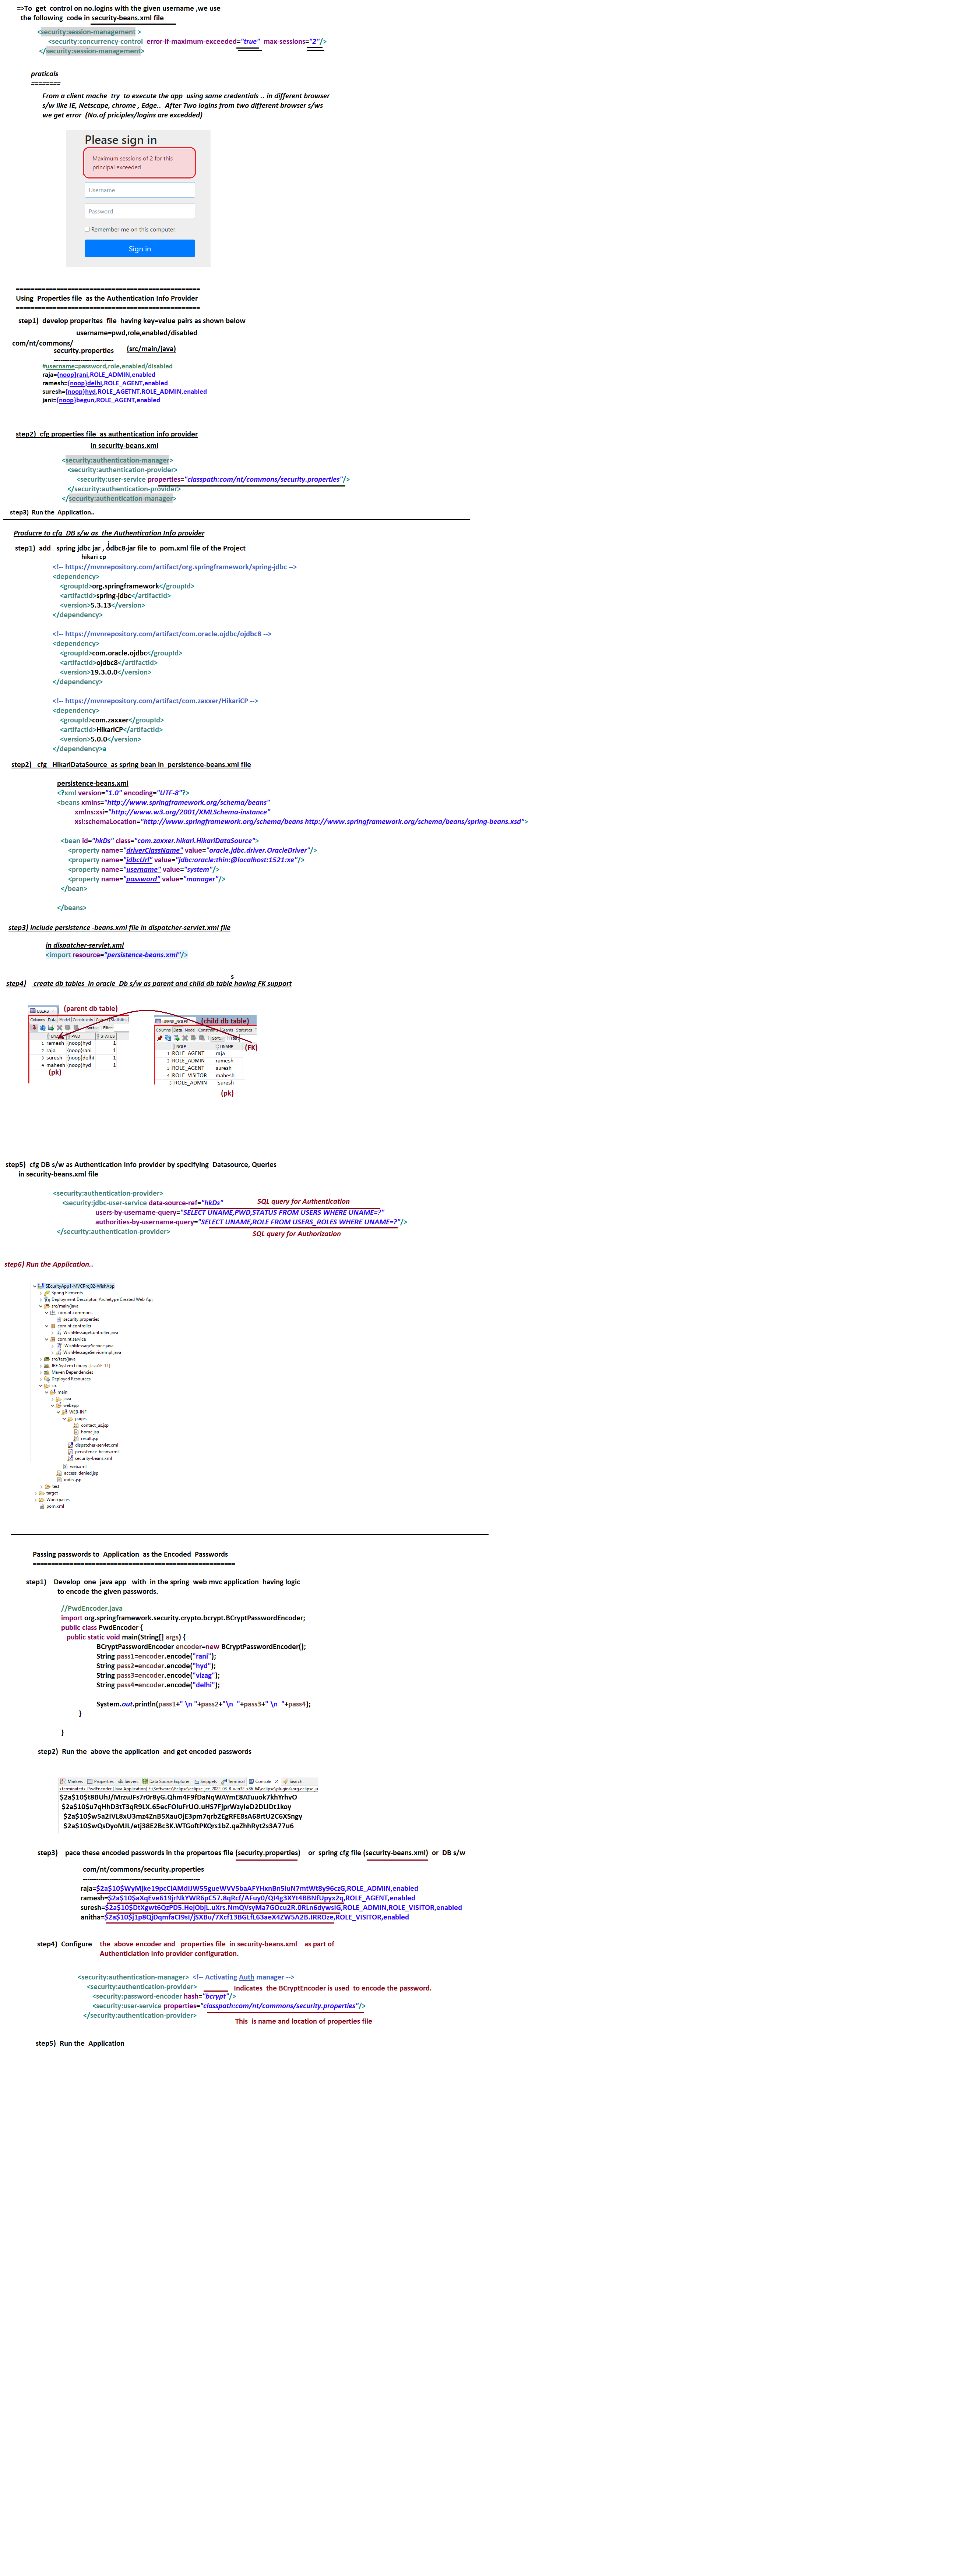 =>To get control on no.logins with the given username ,we use
the following code in security-beans.xml file
<security:session-management >
<security:concurrency-control error-if-maximum-exceeded="true" max-sessions="2"/>
</security:session-management>
praticals
========
From a client mache try to execute the app using same credentials .. in different browser
s/w like IE, Netscape, chrome , Edge.. After Two logins from two different browser s/ws
we get error (No.of priciples/logins are excedded)
Please sign in
Maximum sessions of 2 for this
principal exceeded
Username
Password
Remember me on this computer.
Sign in
==================================================
Using Properties file as the Authentication Info Provider
==================================================
step1) develop properites file having key=value pairs as shown below
username=pwd,role,enabled/disabled
com/nt/commons/
security.properties (src/main/java)
---------------------------
#username=password,role,enable/disabled
raja={noop}rani,ROLE_ADMIN,enabled
ramesh={noop}delhi,ROLE_AGENT,enabled
suresh={noop}hyd,ROLE_AGETNT,ROLE_ADMIN,enabled
jani={noop}begun,ROLE_AGENT,enabled
step2) cfg properties file as authentication info provider
in security-beans.xml
<security:authentication-manager>
<security:authentication-provider>
<security:user-service properties="classpath:com/nt/commons/security.properties"/>
</security:authentication-provider>
</security:authentication-manager>
step3) Run the Application..
Producre to cfg DB s/w as the Authentication Info provider
j
step1) add spring jdbc jar , odbc8-jar file to pom.xml file of the Project
hikari cp
<!-- https://mvnrepository.com/artifact/org.springframework/spring-jdbc -->
<dependency>
<groupId>org.springframework</groupId>
<artifactId>spring-jdbc</artifactId>
<version>5.3.13</version>
</dependency>
<!-- https://mvnrepository.com/artifact/com.oracle.ojdbc/ojdbc8 -->
<dependency>
<groupId>com.oracle.ojdbc</groupId>
<artifactId>ojdbc8</artifactId>
<version>19.3.0.0</version>
</dependency>
<!-- https://mvnrepository.com/artifact/com.zaxxer/HikariCP -->
<dependency>
<groupId>com.zaxxer</groupId>
<artifactId>HikariCP</artifactId>
<version>5.0.0</version>
</dependency>a
step2) cfg HikariDataSource as spring bean in persistence-beans.xml file
persistence-beans.xml
<?xml version="1.0" encoding="UTF-8"?>
<beans xmlns="http://www.springframework.org/schema/beans"
xmlns:xsi="http://www.w3.org/2001/XMLSchema-instance"
xsi:schemaLocation="http://www.springframework.org/schema/beans http://www.springframework.org/schema/beans/spring-beans.xsd">
<bean id="hkDs" class="com.zaxxer.hikari.HikariDataSource">
<property name="driverClassName" value="oracle.jdbc.driver.OracleDriver"/>
<property name="jdbcUrl" value="jdbc:oracle:thin:@localhost:1521:xe"/>
<property name="username" value="system"/>
<property name="password" value="manager"/>
</bean>
</beans>
step3) include persistence -beans.xml file in dispatcher-servlet.xml file
in dispatcher-servlet.xml
<import resource="persistence-beans.xml"/>
s
step4) create db tables in oracle Db s/w as parent and child db table having FK support
USERS (parent db table)
Columns Data Model Constraints Grants Statistics
Sort.. Filter:
UNAME PWD STATUS
1 ramesh {noop}hyd 1
2 raja {noop}rani 1
3 suresh {noop}delhi 1
4 mahesh {noop}hyd 1
(pk)
USERS_ROLES (child db table)
Columns Data Model Constraints Grants Statistics
Sort.. Filter
ROLE UNAME (FK)
1 ROLE_AGENT raja
2 ROLE_ADMIN ramesh
3 ROLE_AGENT suresh
4 ROLE_VISITOR mahesh
5 ROLE_ADMIN suresh
(pk)
step5) cfg DB s/w as Authentication Info provider by specifying Datasource, Queries
in security-beans.xml file
<security:authentication-provider>
<security:jdbc-user-service data-source-ref="hkDs" SQL query for Authentication
users-by-username-query="SELECT UNAME,PWD,STATUS FROM USERS WHERE UNAME=?"
authorities-by-username-query="SELECT UNAME,ROLE FROM USERS_ROLES WHERE UNAME=?"/>
</security:authentication-provider> SQL query for Authorization
step6) Run the Application..
SEcurityApp1-MVCProj02-WishApp
Spring Elements
Deployment Descriptor: Archetype Created Web App
src/main/java
com.nt.commons
security.properties
com.nt.controller
WishMessageController.java
com.nt.service
IWishMessageService.java
WishMessageServiceImpl.java
src/test/java
JRE System Library [JavaSE-11]
Maven Dependencies
Deployed Resources
src
main
java
webapp
WEB-INF
pages
contact_us.jsp
home.jsp
result.jsp
dispatcher-servlet.xml
persistence-beans.xml
security-beans.xml
web.xml
access_denied.jsp
index.jsp
test
target
Worskpaces
pom.xml
Passing passwords to Application as the Encoded Passwords
=======================================================
step1) Develop one java app with in the spring web mvc application having logic
to encode the given passwords.
//PwdEncoder.java
import org.springframework.security.crypto.bcrypt.BCryptPasswordEncoder;
public class PwdEncoder {
public static void main(String[] args) {
BCryptPasswordEncoder encoder=new BCryptPasswordEncoder();
String pass1=encoder.encode("rani");
String pass2=encoder.encode("hyd");
String pass3=encoder.encode("vizag");
String pass4=encoder.encode("delhi");
System.out.println(pass1+" \n "+pass2+"\n "+pass3+" \n "+pass4);
}
}
step2) Run the above the application and get encoded passwords
Markers Properties Servers Data Source Explorer Snippets Terminal Console Search
<terminated> PwdEncoder [Java Application] E:\Softwares\Eclipse\eclipse-jee-2022-03-R-win32-x86_64\eclipse\plugins\org.eclipse.ju
$2a$10$t8BUhJ/MrzuJFs7r0r8yG.Qhm4F9fDaNqWAYmE8ATuuok7khYrhvO
$2a$10$u7qHhD3tT3qR9LX.65ecFOluFrUO.uHS7FjprWzyIeD2DLIDt1koy
$2a$10$w5a2IVL8xU3mz4ZnB5XauOjE3pm7qrb2EgRFE8sA6BrtU2C6XSngy
$2a$10$wQsDyoMJL/etj38E2Bc3K.WTGoftPKQrs1bZ.qaZhhRyt2s3A77u6
step3) pace these encoded passwords in the propertoes file (security.properties) or spring cfg file (security-beans.xml) or DB s/w
com/nt/commons/security.properties
-----------------------------------------------------
raja=$2a$10$WyMjke19pcCiAMdIJW55gueWVV5baAFYHxnBn5luN7mtWt8y96czG,ROLE_ADMIN,enabled
ramesh=$2a$10$aXqEve619jrNkYWR6pC57.8qRcf/AFuy0/QJ4g3XYt4BBNfUpyx2q,ROLE_AGENT,enabled
suresh=$2a$10$DtXgwt6QzPD5.HejObjL.uXrs.NmQVsyMa7GOcu2R.0RLn6dywsIG,ROLE_ADMIN,ROLE_VISITOR,enabled
anitha=$2a$10$j1p8QjDqmfaCI9sI/jSXBu/7Xcf13BGLfL63aeX4ZW5A2B.IRROze,ROLE_VISITOR,enabled
step4) Configure the above encoder and properties file in security-beans.xml as part of
Authenticiation Info provider configuration.
<security:authentication-manager> <!-- Activating Auth manager -->
<security:authentication-provider> Indicates the BCryptEncoder is used to encode the password.
<security:password-encoder hash="bcrypt"/>
<security:user-service properties="classpath:com/nt/commons/security.properties"/>
</security:authentication-provider> This is name and location of properties file
step5) Run the Application